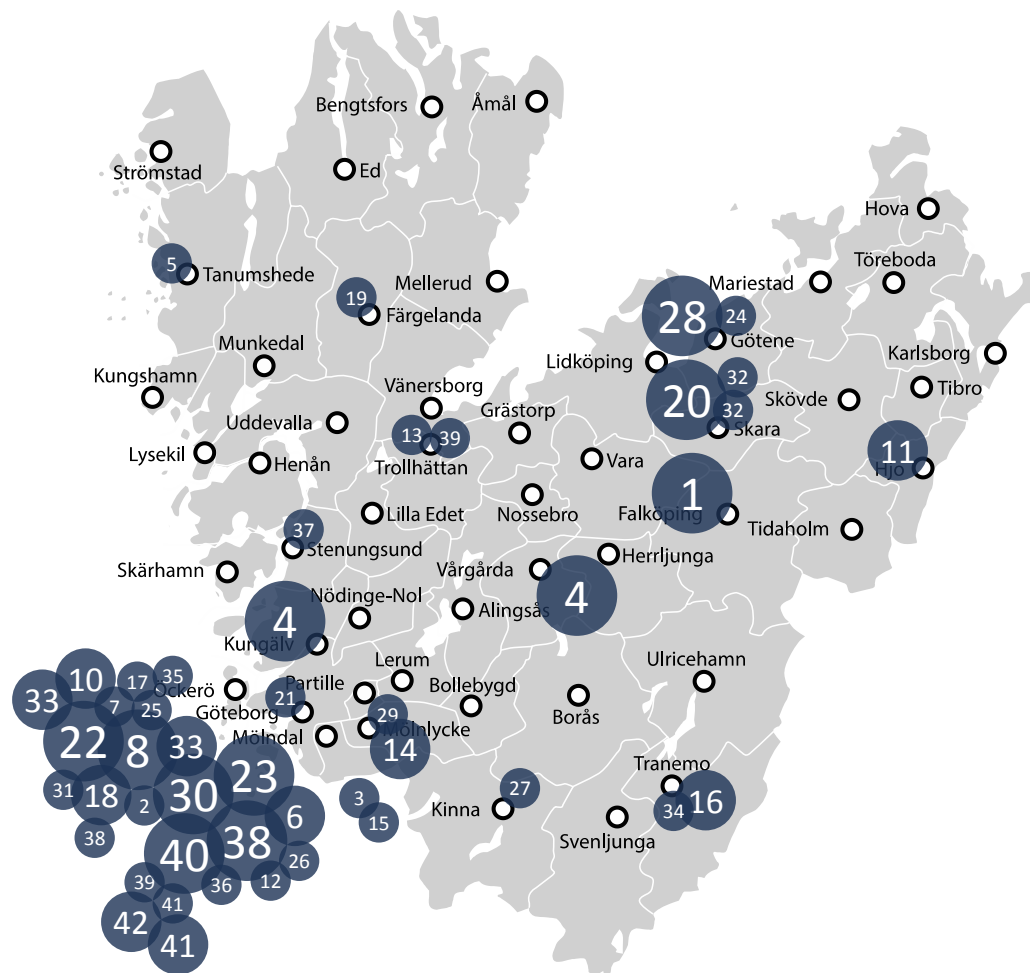 Bengtsfors
Åmål
Strömstad
Ed
Hova
5
Tanumshede
Mellerud
Mariestad
Töreboda
19
Färgelanda
28
24
Götene
Munkedal
Lidköping
Karlsborg
Kungshamn
Vänersborg
32
Skövde
Tibro
20
Grästorp
32
Uddevalla
13
39
Skara
Lysekil
Henån
Trollhättan
Vara
11
Hjo
1
Lilla Edet
Nossebro
Falköping
Tidaholm
37
Stenungsund
Skärhamn
Vårgårda
Herrljunga
Nödinge-Nol
4
4
Alingsås
Kungälv
Lerum
Ulricehamn
10
17
35
Öckerö
Partille
Bollebygd
33
7
25
21
Göteborg
29
Borås
22
8
33
Mölndal
Mölnlycke
14
Tranemo
23
31
18
2
30
3
27
Kinna
34
16
15
Svenljunga
6
38
38
40
26
39
36
12
41
42
41